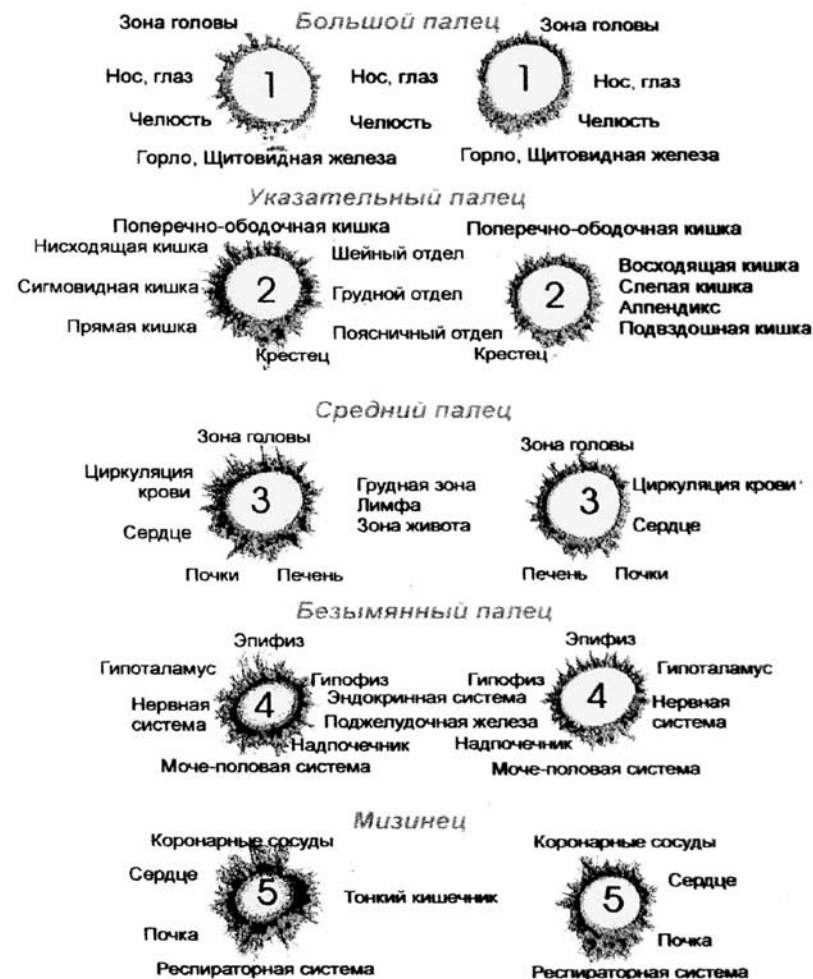 Большой палец
Зона головы Зона головы
1 1
Нос, глаз Нос, глаз Нос, глаз
Челюсть Челюсть Челюсть
Горло, Щитовидная железа Горло, Щитовидная железа
Указательный палец
Поперечно-ободочная кишка Поперечно-ободочная кишка
Нисходящая кишка Шейный отдел Восходящая кишка
Слепая кишка
Сигмовидная кишка 2 Грудной отдел 2 Аппендикс
Прямая кишка Поясничный отдел Подвздошная кишка
Крестец Крестец
Средний палец
Зона головы Зона головы
Циркуляция
крови
3
Грудная зона
Лимфа
Зона живота
3
Циркуляция крови
Сердце Сердце
Почки Печень Печень Почки
Безымянный палец
Эпифиз Эпифиз
Гипоталамус Гипофиз Гипофиз Гипоталамус
Эндокринная система
Нервная
система
4 4
Нервная
система
Поджелудочная железа
Надпочечник Надпочечник
Моче-половая система Моче-половая система
Мизинец
Коронарные сосуды Коронарные сосуды
Сердце Сердце
5 Тонкий кишечник 5
Почка Почка
Респираторная система Респираторная система